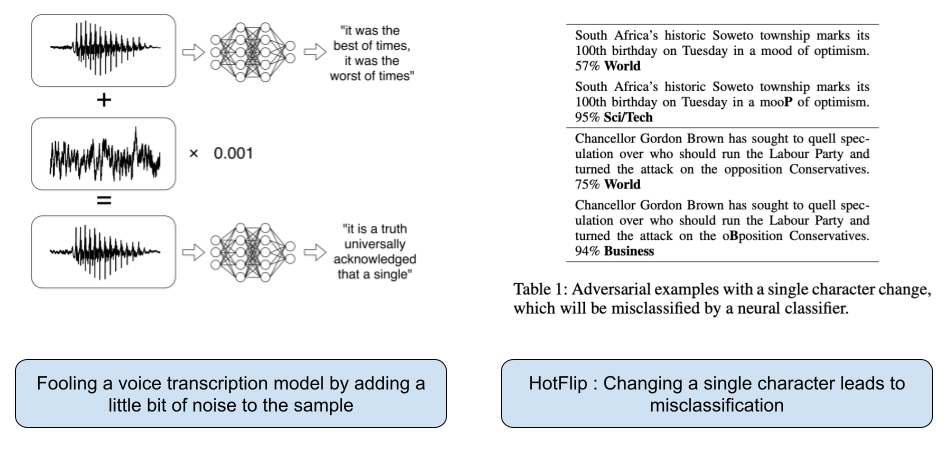 "it was the
best of times,
it was the
worst of times"
+
× 0.001
=
"it is a truth
universally
acknowledged
that a single"
Fooling a voice transcription model by adding a
little bit of noise to the sample
South Africa's historic Soweto township marks its
100th birthday on Tuesday in a mood of optimism.
57% World
South Africa's historic Soweto township marks its
100th birthday on Tuesday in a mooP of optimism.
95% Sci/Tech
Chancellor Gordon Brown has sought to quell spec-
ulation over who should run the Labour Party and
turned the attack on the opposition Conservatives.
75% World
Chancellor Gordon Brown has sought to quell spec-
ulation over who should run the Labour Party and
turned the attack on the oBposition Conservatives.
94% Business
Table 1: Adversarial examples with a single character change,
which will be misclassified by a neural classifier.
HotFlip : Changing a single character leads to
misclassification